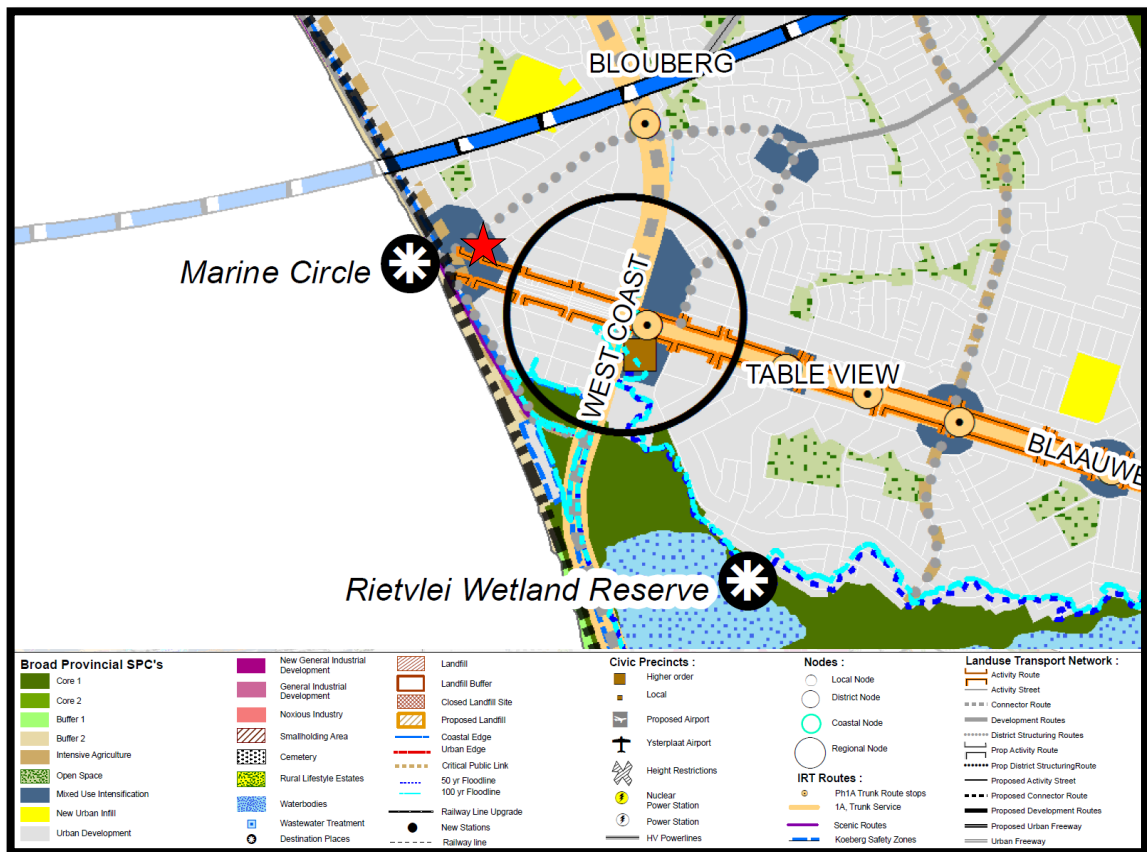 BLOUBERG
Marine Circle
WEST COAST
TABLE VIEW
BLAAUWE
Rietvlei Wetland Reserve
Broad Provincial SPC's
Core 1
Core 2
Buffer 1
Buffer 2
Intensive Agriculture
Open Space
Mixed Use Intensification
New Urban Infill
Urban Development
New General Industrial
Development
General Industrial
Development
Noxious Industry
Smallholding Area
Cemetery
Rural Lifestyle Estates
Waterbodies
Wastewater Treatment
Destination Places
Landfill
Landfill Buffer
Closed Landfill Site
Proposed Landfill
Coastal Edge
Urban Edge
Critical Public Link
50 yr Floodline
100 yr Floodline
Railway Line Upgrade
New Stations
Railway line
Civic Precincts :
Higher order
Local
Proposed Airport
Ysterplaat Airport
Height Restrictions
Nuclear
Power Station
Power Station
HV Powerlines
Nodes :
Local Node
District Node
Coastal Node
Regional Node
IRT Routes :
Ph1A Trunk Route stops
1A, Trunk Service
Scenic Routes
Koeberg Safety Zones
Landuse Transport Network :
Activity Route
Activity Street
Connector Route
Development Routes
District Structuring Routes
Prop Activity Route
Prop District StructuringRoute
Proposed Activity Street
Proposed Connector Route
Proposed Development Routes
Proposed Urban Freeway
Urban Freeway